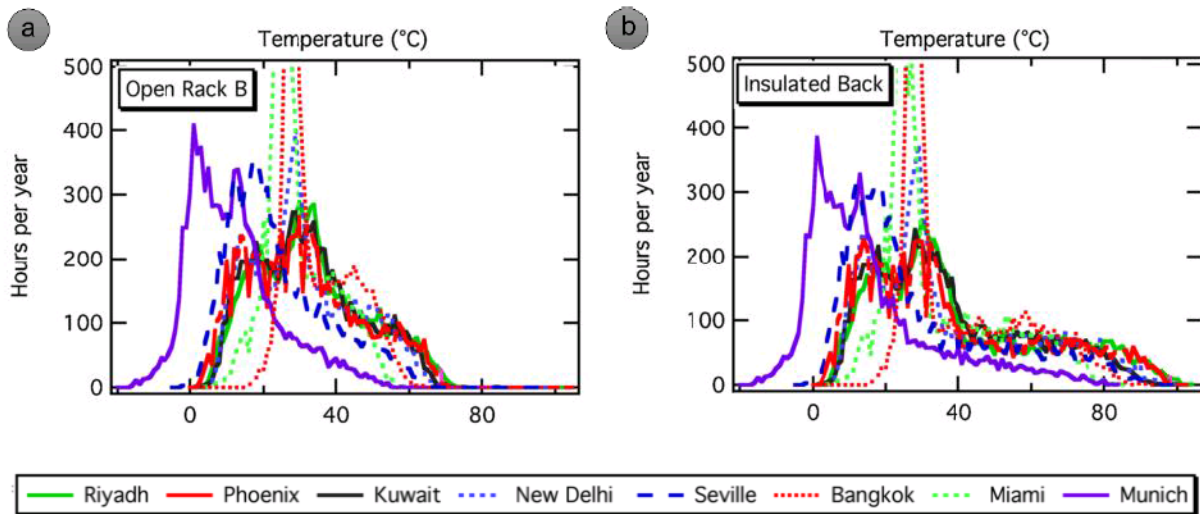 a
Temperature (°C)
500
400
300
200
100
0
Hours per year
Open Rack B
0
40
80
b
Temperature (°C)
500
400
300
200
100
0
Hours per year
Insulated Back
0
40
80
Riyadh Phoenix Kuwait New Delhi Seville Bangkok Miami Munich